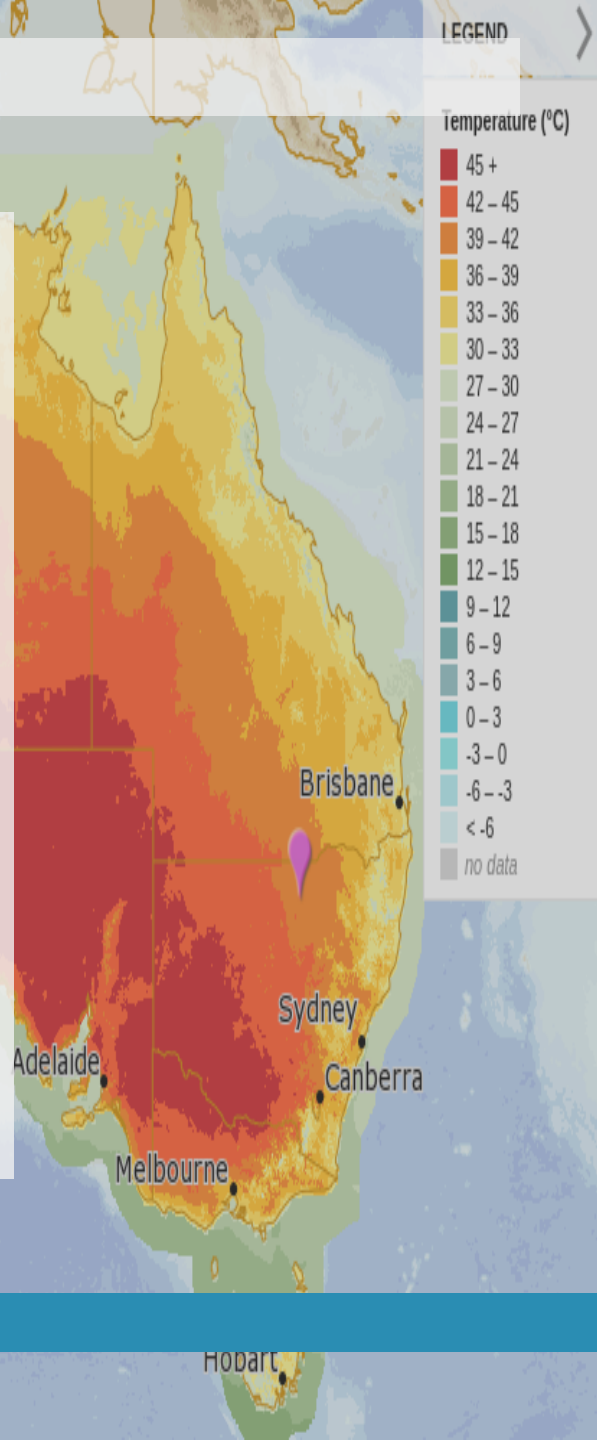 LEGEND
Temperature (°C)
45 +
42 – 45
39 – 42
36 – 39
33 – 36
30 – 33
27 – 30
24 – 27
21 – 24
18 – 21
15 – 18
12 – 15
9 – 12
6 – 9
3 – 6
0 – 3
-3 – 0
-6 – -3
< -6
no data
Brisbane
Sydney
Adelaide
Canberra
Melbourne
Hobart